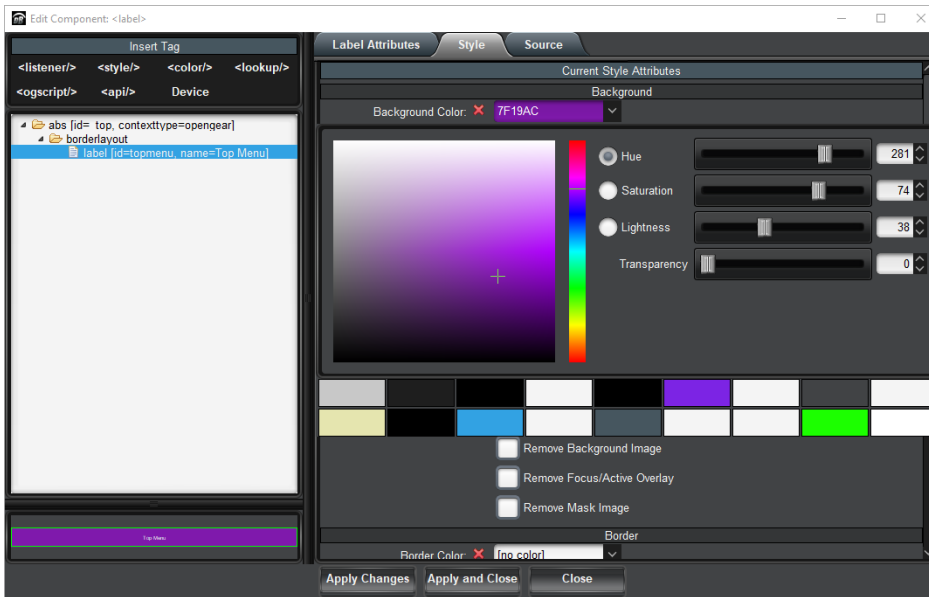 Edit Component: <label>
Insert Tag
<listener/> <style/> <color/> <lookup/>
<ogscript/> <api/> Device
abs [id=_top, contexttype=opengear]
borderlayout
label [id=topmenu, name=Top Menu]
Top Menu
Label Attributes Style Source
Current Style Attributes
Background
Background Color: 7F19AC
Hue 281
Saturation 74
Lightness 38
Transparency 0
Remove Background Image
Remove Focus/Active Overlay
Remove Mask Image
Border
Border Color: [no color]
Apply Changes Apply and Close Close